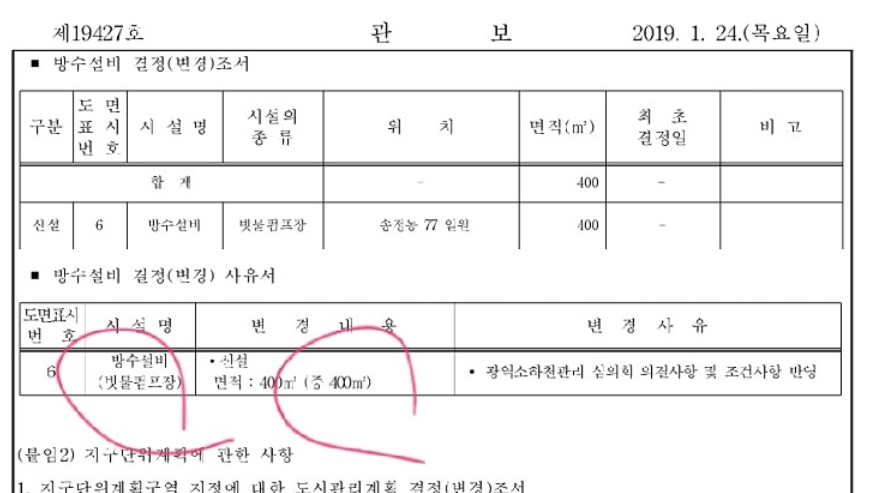 제19427호 관 보 2019. 1. 24.(목요일)
■ 방수설비 결정(변경)조서
구분 도 면 표 시 번 호 시 설 명 시설의 종 류 위 치 면적(㎡) 최 초 결정일 비 고
합 계 - 400 -
신설 6 방수설비 빗물펌프장 송정동 77 일원 400 -
■ 방수설비 결정(변경) 사유서
도면표시 번 호 시 설 명 변 경 내 용 변 경 사 유
6 방수설비 (빗물펌프장) • 신설 면적 : 400㎡ (증 400㎡) • 광역소하천관리 심의회 의결사항 및 조건사항 반영
(붙임2) 지구단위계획에 관한 사항
1. 지구단위계획구역 지정에 대한 도시관리계획 결정(변경)조서